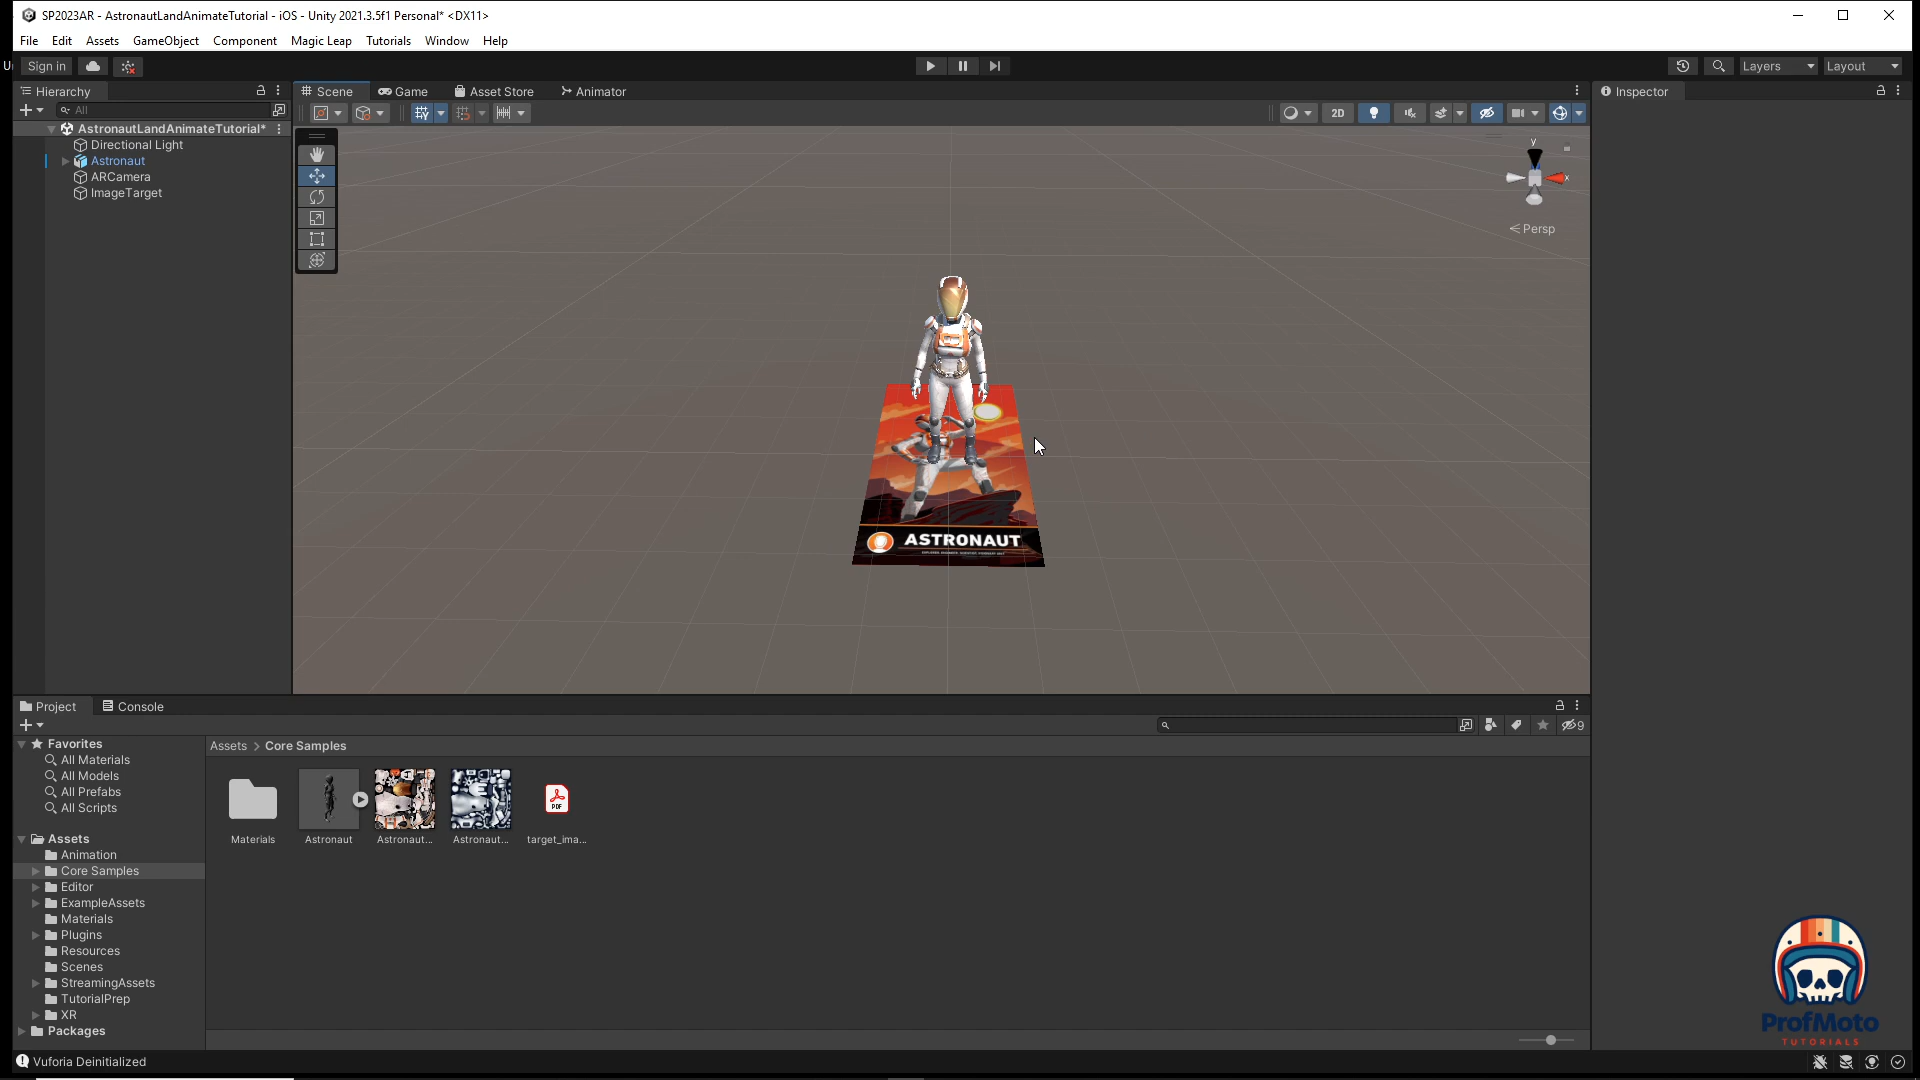 SP2023AR - AstronautLandAnimateTutorial - iOS - Unity 2021.3.5f1 Personal* <DX11>
File Edit Assets GameObject Component Magic Leap Tutorials Window Help
Sign in
Layers
Layout
Hierarchy
Scene
Game
Asset Store
Animator
Inspector
All
2D
AstronautLandAnimateTutorial*
Directional Light
Astronaut
ARCamera
ImageTarget
y
x
Persp
ASTRONAUT
Project
Console
9
Favorites
All Materials
All Models
All Prefabs
All Scripts
Assets
Animation
Core Samples
Editor
ExampleAssets
Materials
Plugins
Resources
Scenes
StreamingAssets
TutorialPrep
XR
Packages
Assets > Core Samples
PDF
Materials
Astronaut
Astronaut...
Astronaut...
target_ima...
ProfMoto
TUTORIALS
Vuforia Deinitialized